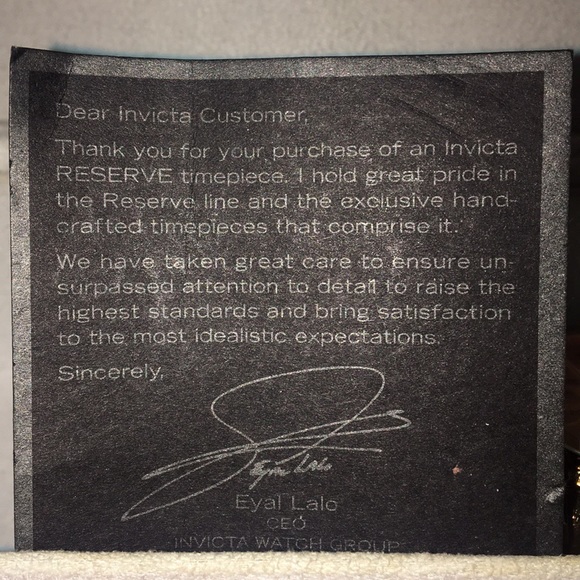 Dear Invicta Customer,
Thank you for your purchase of an Invicta
RESERVE timepiece. I hold great pride in
the Reserve line and the exclusive hand-
crafted timepieces that comprise it.
We have taken great care to ensure un-
surpassed attention to detail to raise the
highest standards and bring satisfaction
to the most idealistic expectations.
Sincerely,
Eyal Lalo
Eyal Lalo
CEO
INVICTA WATCH GROUP